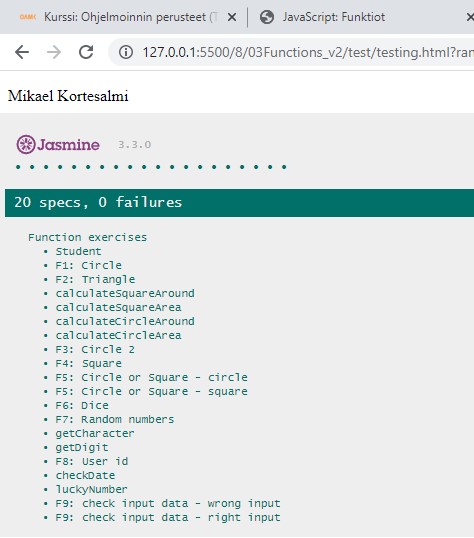 OAMK Kurssi: Ohjelmoinnin perusteet (T
JavaScript: Funktiot
127.0.0.1:5500/8/03Functions_v2/test/testing.html?ran
Mikael Kortesalmi
Jasmine 3.3.0
• • • • • • • • • • • • • • • • • • • •
20 specs, 0 failures
Function exercises
• Student
• F1: Circle
• F2: Triangle
• calculateSquareAround
• calculateSquareArea
• calculateCircleAround
• calculateCircleArea
• F3: Circle 2
• F4: Square
• F5: Circle or Square - circle
• F5: Circle or Square - square
• F6: Dice
• F7: Random numbers
• getCharacter
• getDigit
• F8: User id
• checkDate
• luckyNumber
• F9: check input data - wrong input
• F9: check input data - right input